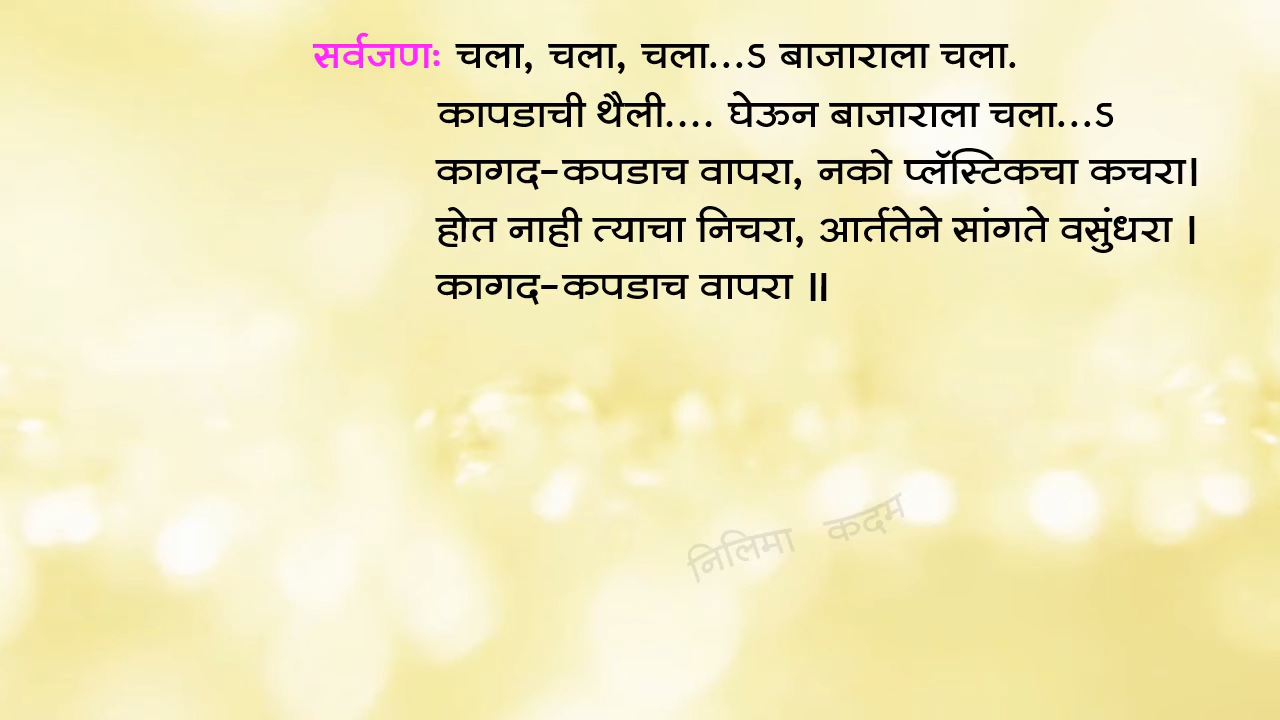 सर्वजणः चला, चला, चला...ऽ बाजाराला चला.
कापडाची थैली.... घेऊन बाजाराला चला...ऽ
कागद-कपडाच वापरा, नको प्लॅस्टिकचा कचरा।
होत नाही त्याचा निचरा, आर्ततेने सांगते वसुंधरा ।
कागद-कपडाच वापरा ॥
निलिमा कदम